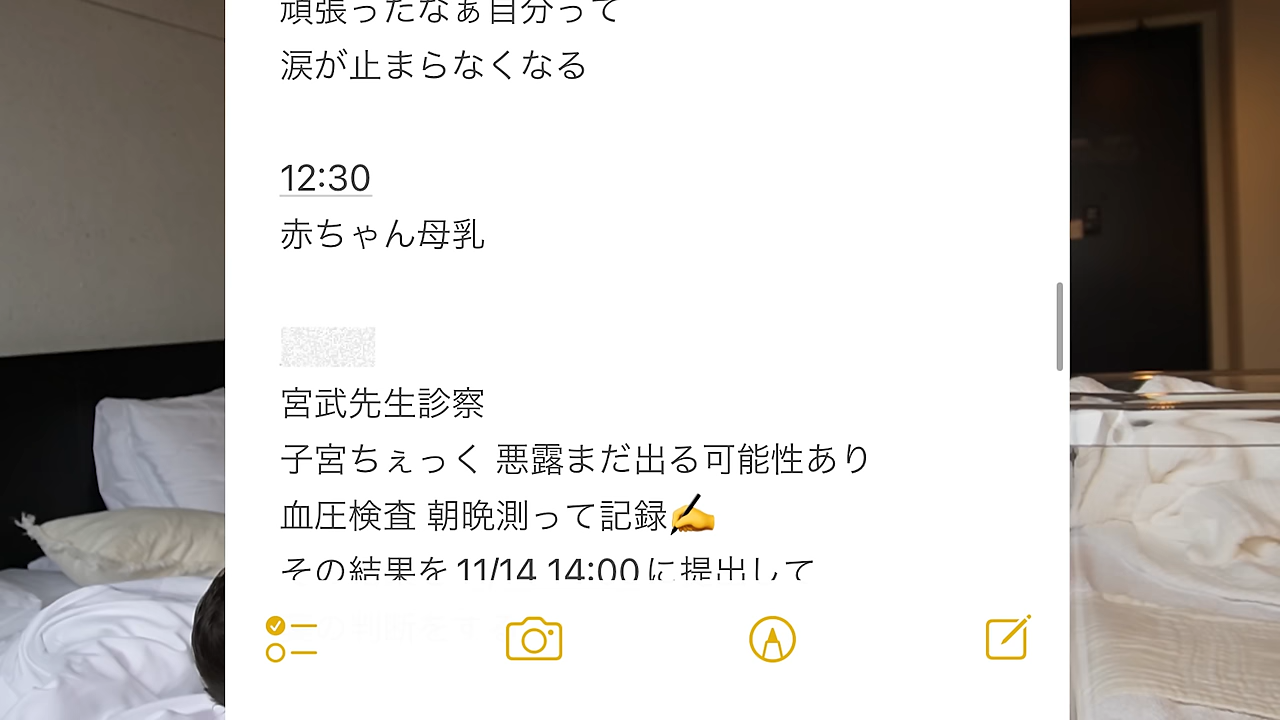 頑張ったなぁ自分って
涙が止まらなくなる
12:30
赤ちゃん母乳
宮武先生診察
子宮ちぇっく 悪露まだ出る可能性あり
血圧検査 朝晩測って記録✍️
その結果を11/14 14:00に提出して